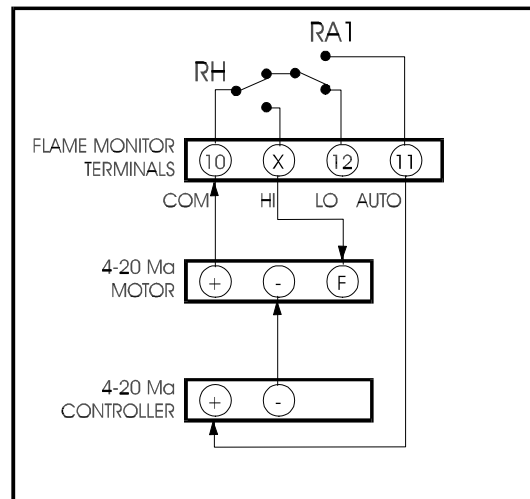 RA1
RH
FLAME MONITOR
TERMINALS
10 X 12 11
COM HI LO AUTO
4-20 Ma
MOTOR
+ - F
4-20 Ma
CONTROLLER
+ -